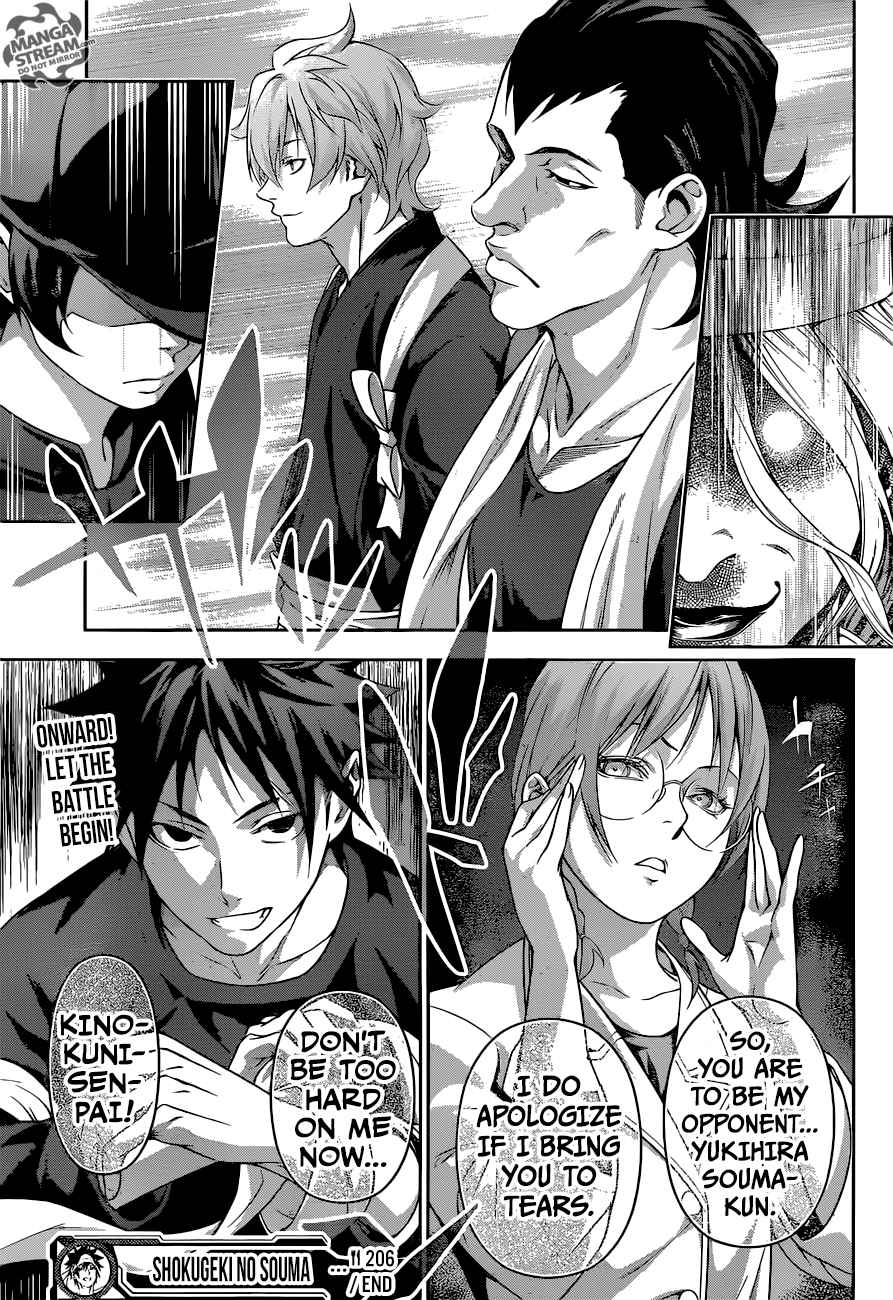 MANGA
STREAM
.com
DO NOT MIRROR
SO,
YOU ARE
TO BE MY
OPPONENT...
YUKIHIRA
SOUMA-
KUN.
I DO
APOLOGIZE
IF I BRING
YOU TO
TEARS.
ONWARD!
LET THE
BATTLE
BEGIN!
DON'T
BE TOO
HARD
ON ME
NOW...
KINO-
KUNI-
SEN-
PAI!
SHOKUGEKI NO SOUMA
... 206
/ END